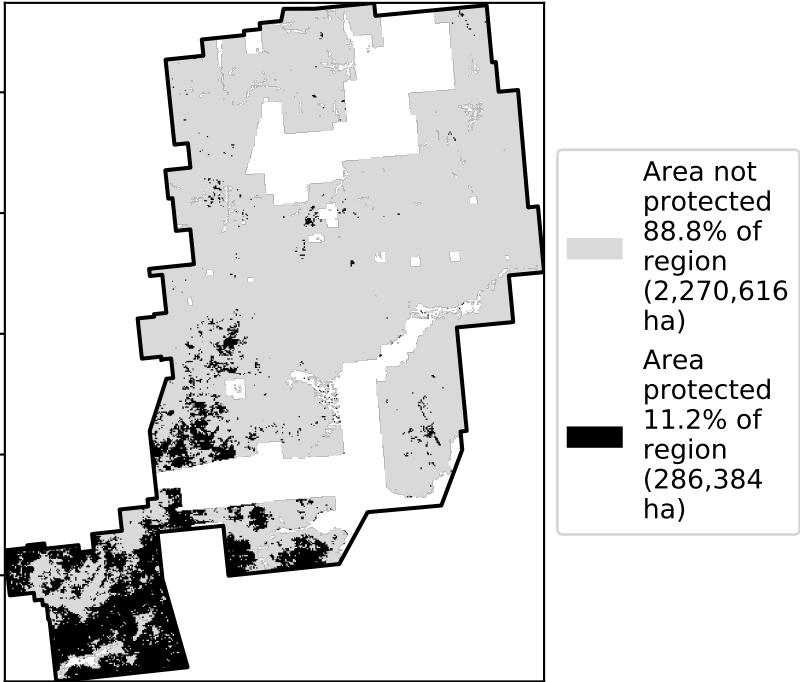 Area not
protected
88.8% of
region
(2,270,616
ha)
Area
protected
11.2% of
region
(286,384
ha)